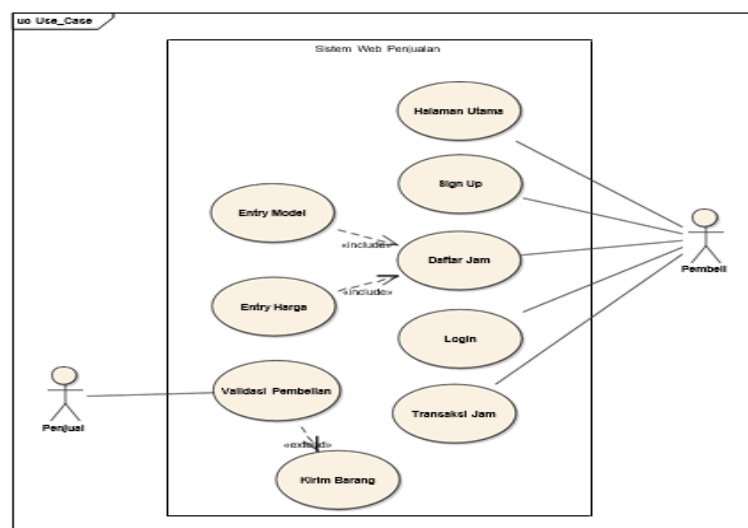 uc Use_Case
Sistem Web Penjualan
Halaman Utama
Sign Up
Entry Model
«include»
Daftar Jam
Pembeli
Entry Harga
«include»
Login
Validasi Pembelian
Transaksi Jam
Penjual
«extend»
Kirim Barang